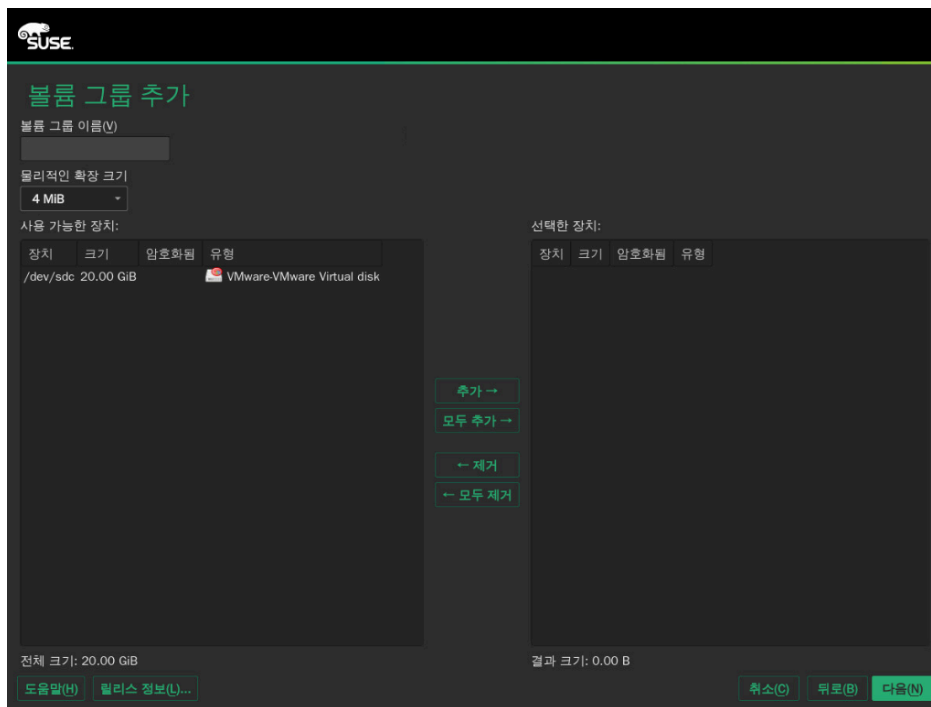 SUSE.
볼륨 그룹 추가
볼륨 그룹 이름(V)
물리적인 확장 크기
4 MiB
사용 가능한 장치:
선택한 장치:
장치 크기 암호화됨 유형
장치 크기 암호화됨 유형
/dev/sdc 20.00 GiB VMware-VMware Virtual disk
추가 →
모두 추가 →
← 제거
← 모두 제거
전체 크기: 20.00 GiB
결과 크기: 0.00 B
도움말(H) 릴리스 정보(L)... 취소(C) 뒤로(B) 다음(N)